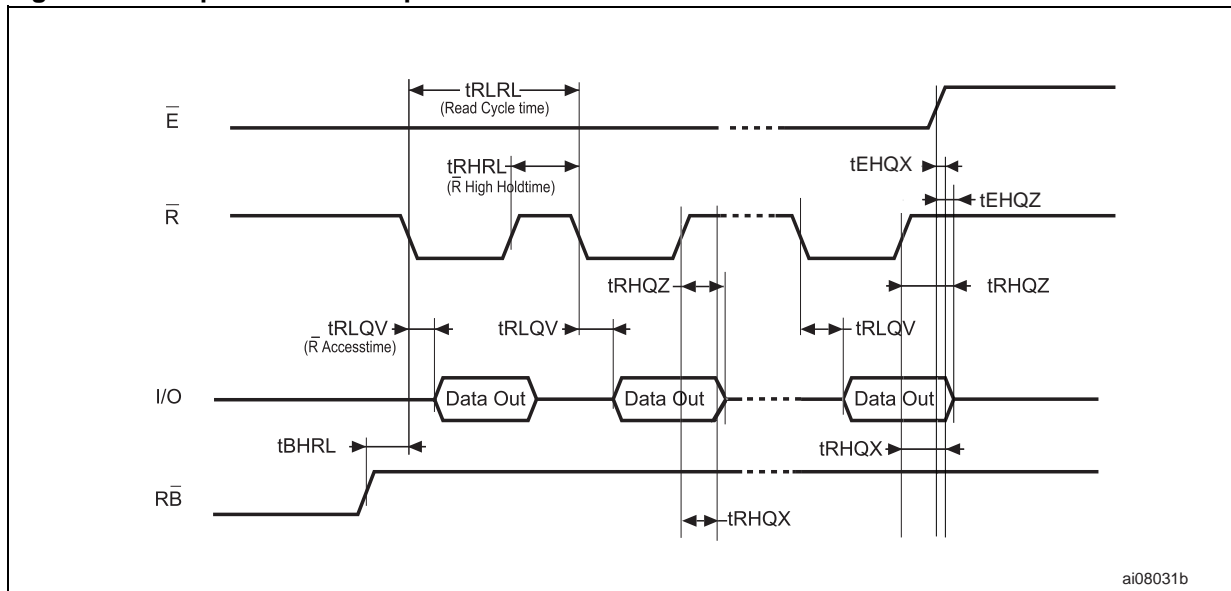 tRLRL
(Read Cycle time)
E̅
tEHQX
tRHRL
(R̅ High Holdtime)
tEHQZ
R̅
tRHQZ
tRHQZ
tRLQV
(R̅ Accesstime)
tRLQV
tRLQV
I/O
Data Out
Data Out
Data Out
tBHRL
tRHQX
RB̅
tRHQX
ai08031b